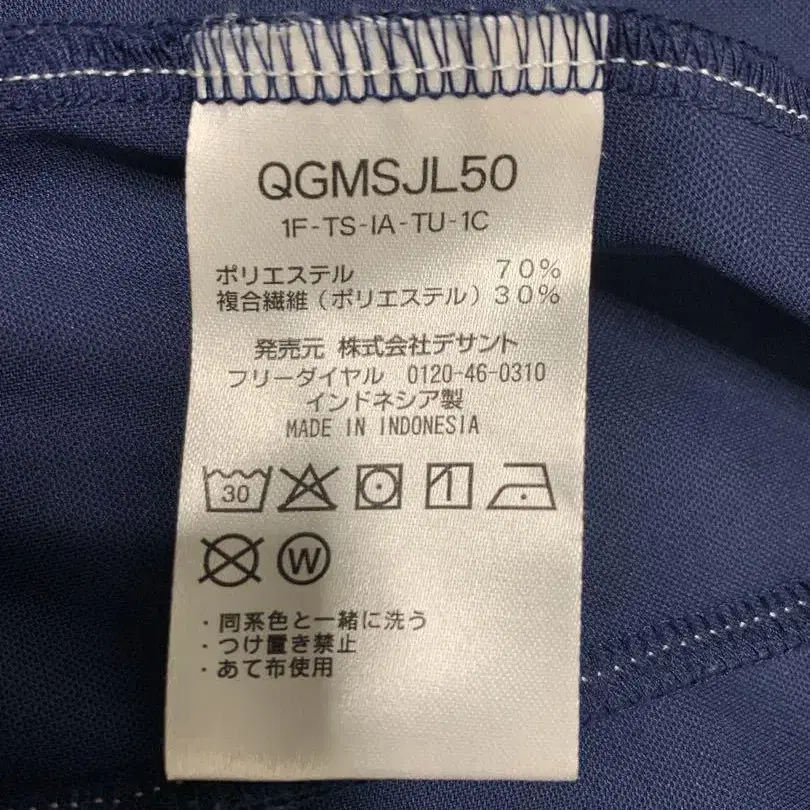 QGMSJL50
1F-TS-IA-TU-1C
ポリエステル 70%
複合繊維(ポリエステル)30%
発売元 株式会社デサント
フリーダイヤル 0120-46-0310
インドネシア製
MADE IN INDONESIA
30
W
・同系色と一緒に洗う
・つけ置き禁止
・あて布使用